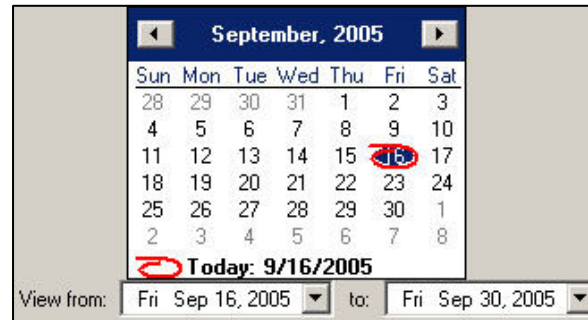 September, 2005
Sun Mon Tue Wed Thu Fri Sat
28 29 30 31 1 2 3
4 5 6 7 8 9 10
11 12 13 14 15 16 17
18 19 20 21 22 23 24
25 26 27 28 29 30 1
2 3 4 5 6 7 8
Today: 9/16/2005
View from: Fri Sep 16, 2005 to: Fri Sep 30, 2005